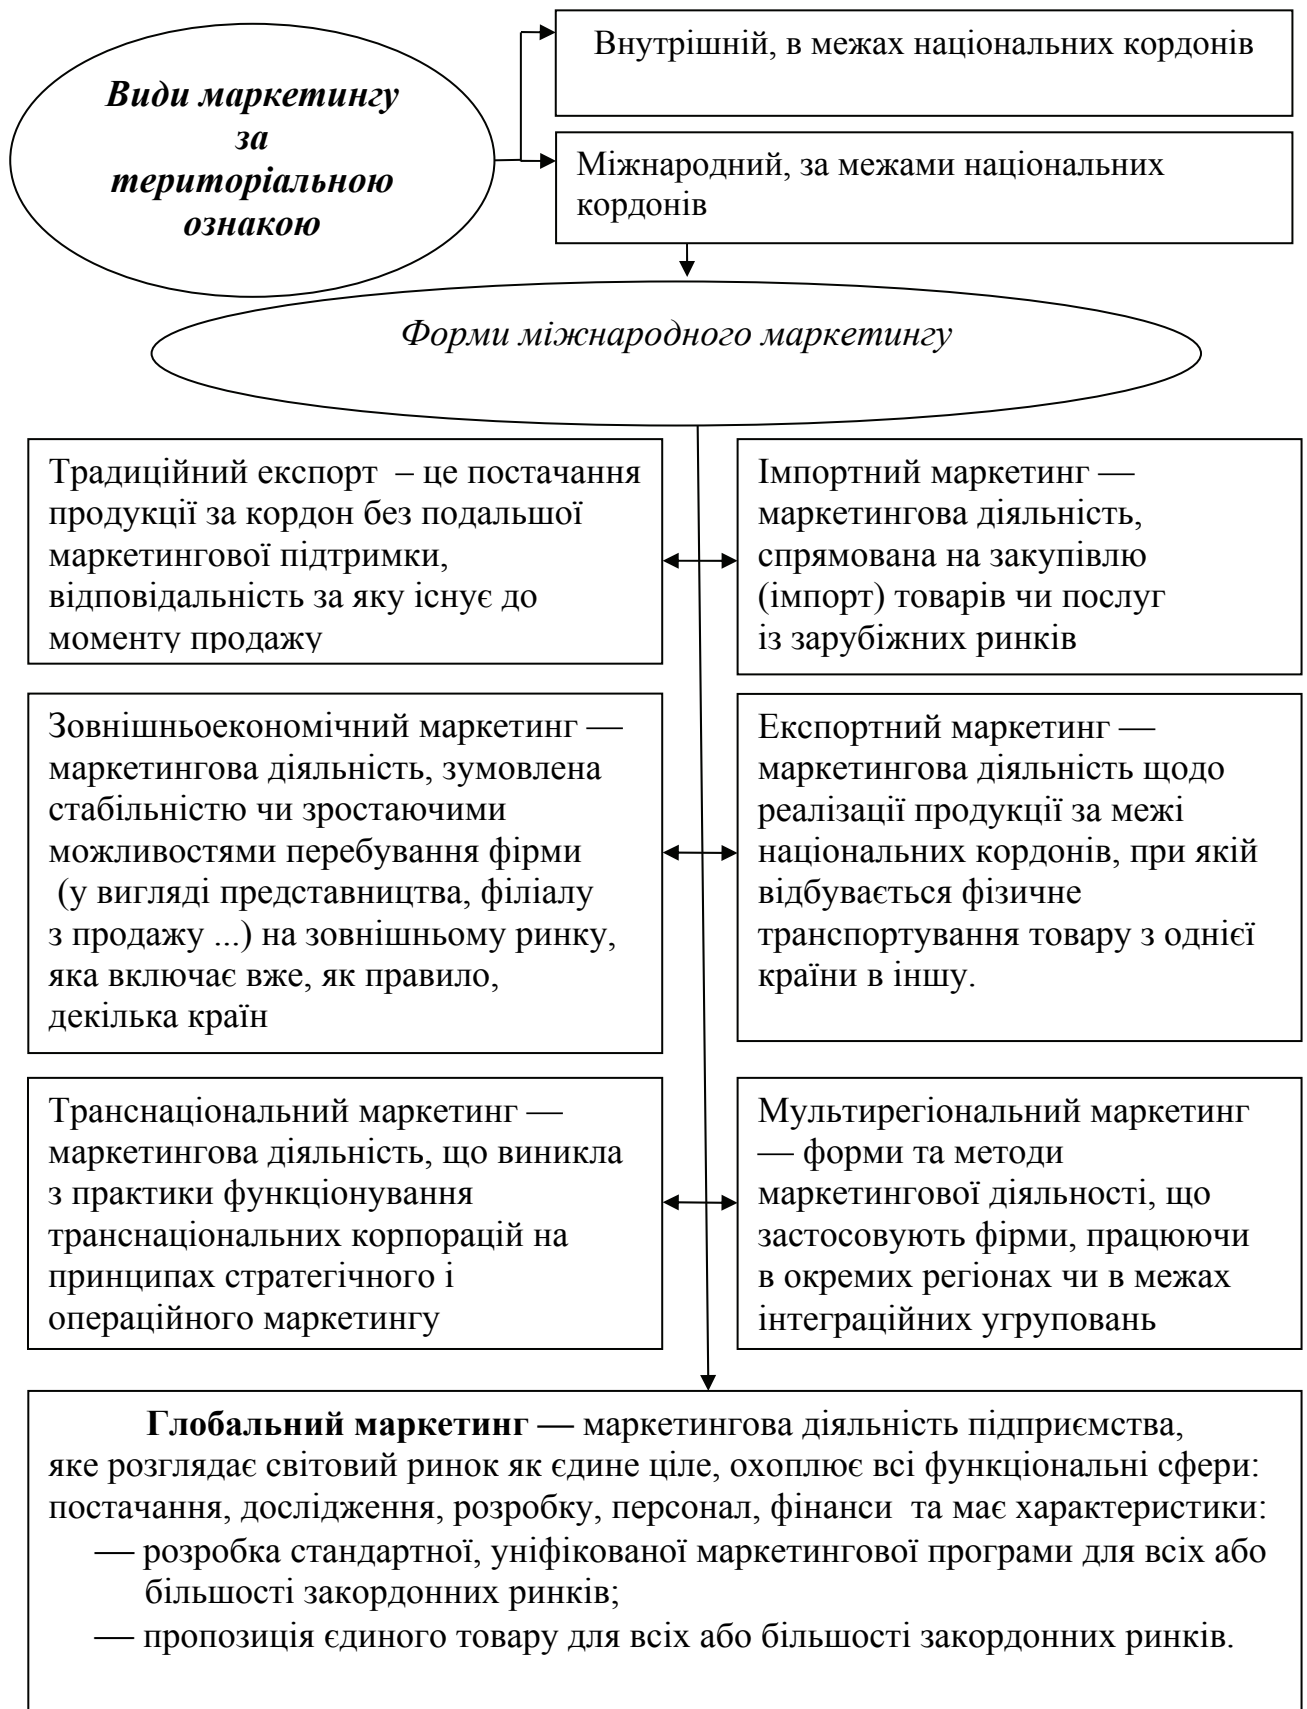 Види маркетингу
за
територіальною
ознакою
Внутрішній, в межах національних кордонів
Міжнародний, за межами національних
кордонів
Форми міжнародного маркетингу
Традиційний експорт – це постачання
продукції за кордон без подальшої
маркетингової підтримки,
відповідальність за яку існує до
моменту продажу
Імпортний маркетинг —
маркетингова діяльність,
спрямована на закупівлю
(імпорт) товарів чи послуг
із зарубіжних ринків
Зовнішньоекономічний маркетинг —
маркетингова діяльність, зумовлена
стабільністю чи зростаючими
можливостями перебування фірми
(у вигляді представництва, філіалу
з продажу ...) на зовнішньому ринку,
яка включає вже, як правило,
декілька країн
Експортний маркетинг —
маркетингова діяльність щодо
реалізації продукції за межі
національних кордонів, при якій
відбувається фізичне
транспортування товару з однієї
країни в іншу.
Транснаціональний маркетинг —
маркетингова діяльність, що виникла
з практики функціонування
транснаціональних корпорацій на
принципах стратегічного і
операційного маркетингу
Мультирегіональний маркетинг
— форми та методи
маркетингової діяльності, що
застосовують фірми, працюючи
в окремих регіонах чи в межах
інтеграційних угруповань
Глобальний маркетинг — маркетингова діяльність підприємства,
яке розглядає світовий ринок як єдине ціле, охоплює всі функціональні сфери:
постачання, дослідження, розробку, персонал, фінанси та має характеристики:
— розробка стандартної, уніфікованої маркетингової програми для всіх або
більшості закордонних ринків;
— пропозиція єдиного товару для всіх або більшості закордонних ринків.